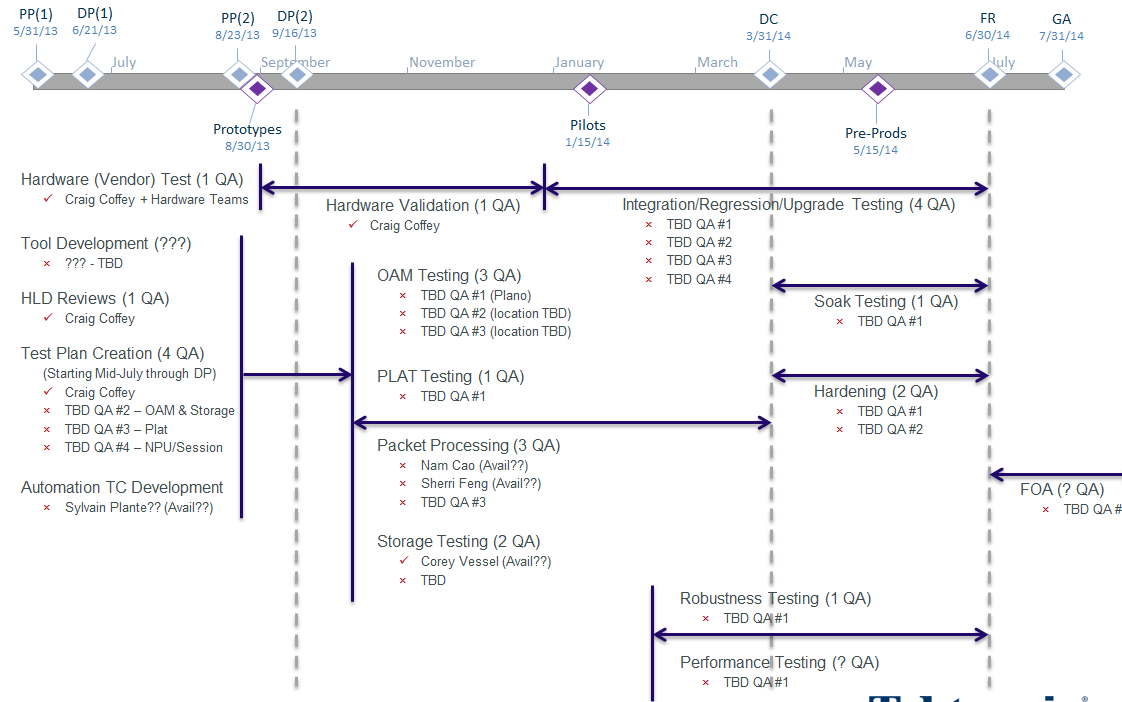 PP(1)
5/31/13
DP(1)
6/21/13
PP(2)
8/23/13
DP(2)
9/16/13
DC
3/31/14
FR
6/30/14
GA
7/31/14
July
September
November
January
March
May
July
Prototypes
8/30/13
Pilots
1/15/14
Pre-Prods
5/15/14
Hardware (Vendor) Test (1 QA)
✓ Craig Coffey + Hardware Teams
Hardware Validation (1 QA)
✓ Craig Coffey
Integration/Regression/Upgrade Testing (4 QA)
× TBD QA #1
× TBD QA #2
× TBD QA #3
× TBD QA #4
Tool Development (???)
× ??? - TBD
HLD Reviews (1 QA)
✓ Craig Coffey
Test Plan Creation (4 QA)
(Starting Mid-July through DP)
✓ Craig Coffey
× TBD QA #2 – OAM & Storage
× TBD QA #3 – Plat
× TBD QA #4 – NPU/Session
Automation TC Development
× Sylvain Plante?? (Avail??)
OAM Testing (3 QA)
× TBD QA #1 (Plano)
× TBD QA #2 (location TBD)
× TBD QA #3 (location TBD)
PLAT Testing (1 QA)
× TBD QA #1
Packet Processing (3 QA)
× Nam Cao (Avail??)
× Sherri Feng (Avail??)
× TBD QA #3
Storage Testing (2 QA)
✓ Corey Vessel (Avail??)
× TBD
Soak Testing (1 QA)
× TBD QA #1
Hardening (2 QA)
× TBD QA #1
× TBD QA #2
FOA (? QA)
× TBD QA #
Robustness Testing (1 QA)
× TBD QA #1
Performance Testing (? QA)
× TBD QA #1